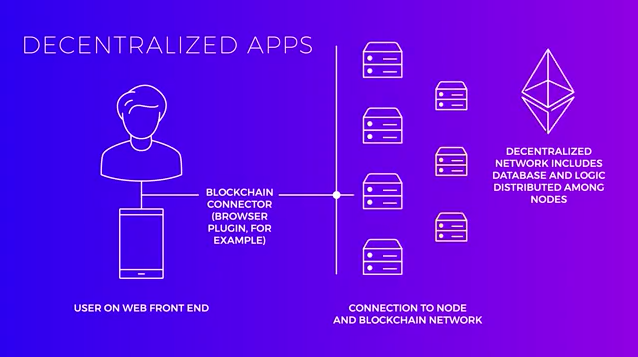 DECENTRALIZED APPS
BLOCKCHAIN
CONNECTOR
(BROWSER
PLUGIN, FOR
EXAMPLE)
DECENTRALIZED
NETWORK INCLUDES
DATABASE AND LOGIC
DISTRIBUTED AMONG
NODES
USER ON WEB FRONT END
CONNECTION TO NODE
AND BLOCKCHAIN NETWORK